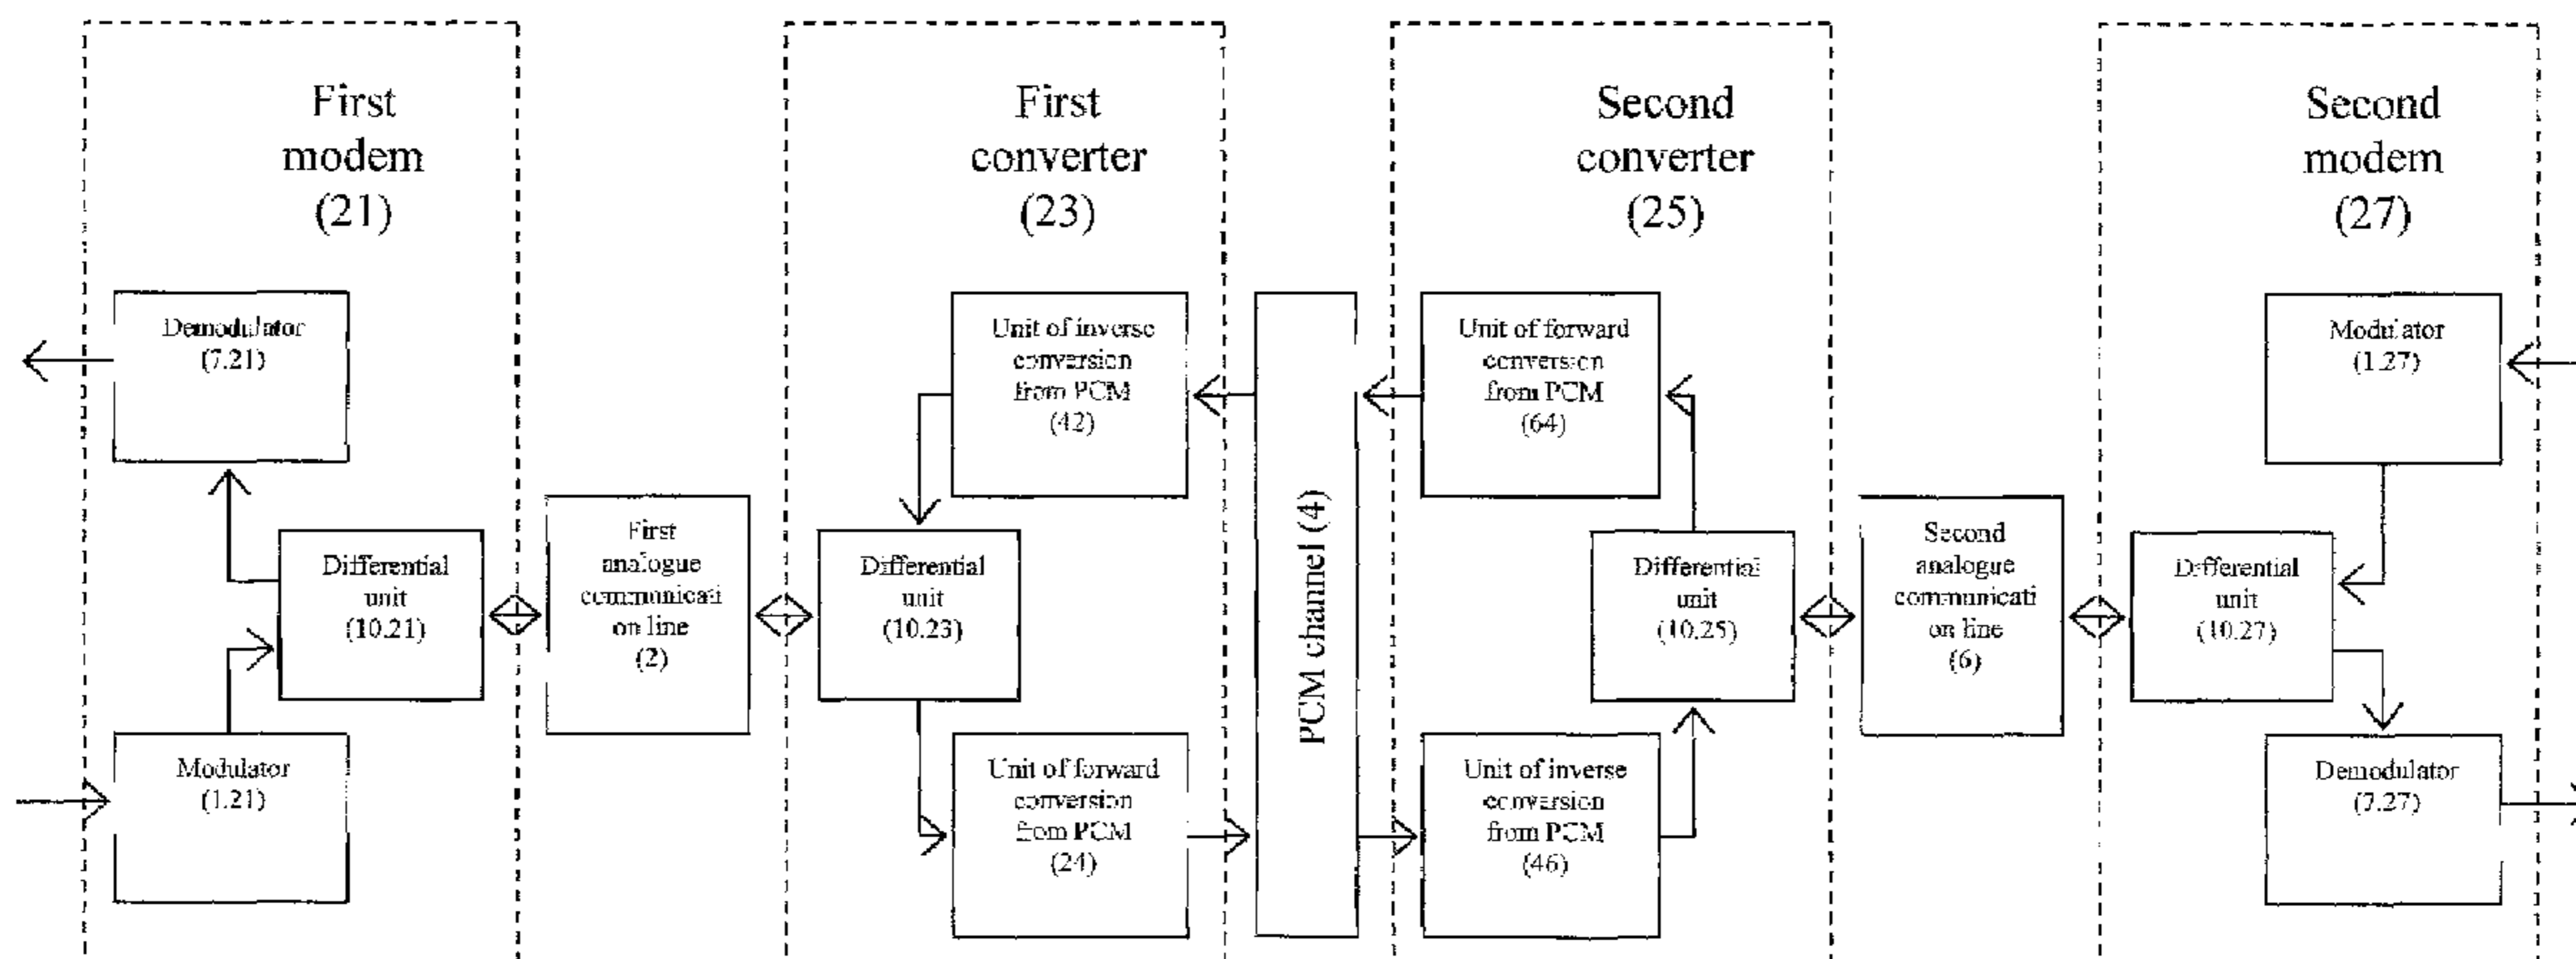 First
modem
(21)
First
converter
(23)
Second
converter
(25)
Second
modem
(27)
Demodulator
(7.21)
Unit of inverse
conversion
from PCM
(42)
Unit of forward
conversion
from PCM
(64)
Modulator
(1.27)
Differential
unit
(10.21)
First
analogue
communicati
on line
(2)
Differential
unit
(10.23)
PCM channel (4)
Differential
unit
(10.25)
Second
analogue
communicati
on line
(6)
Differential
unit
(10.27)
Modulator
(1.21)
Unit of forward
conversion
from PCM
(24)
Unit of inverse
conversion
from PCM
(46)
Demodulator
(7.27)